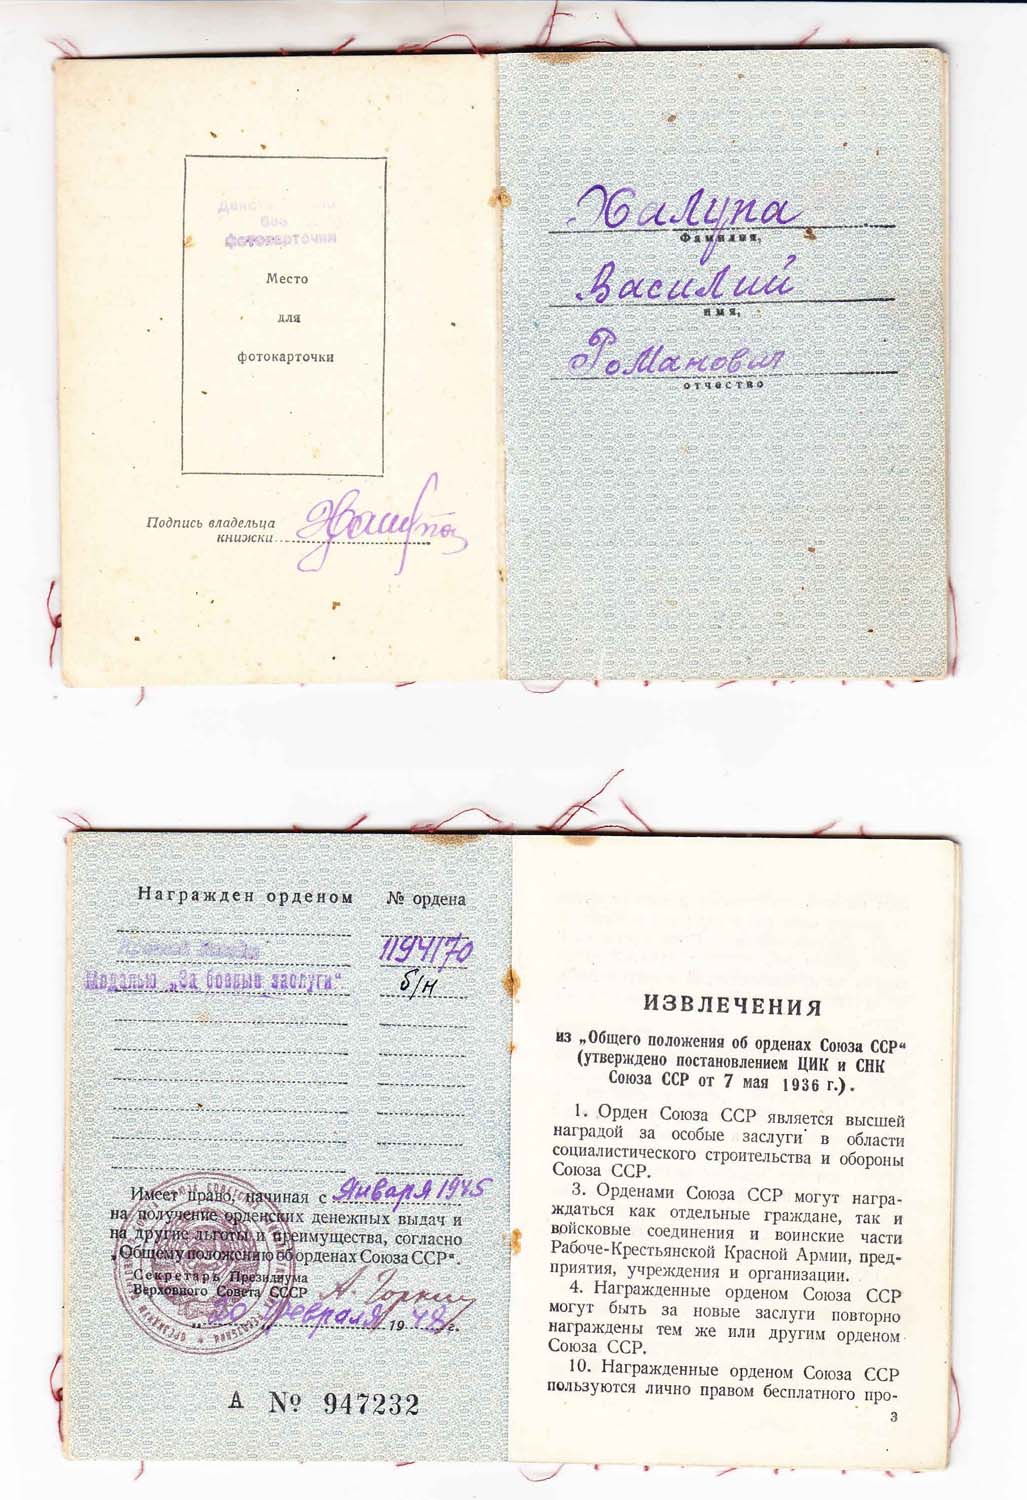 без
фотокарточки
Место
для
фотокарточки
Подпись владельца
книжки
Халупа
Халупа
Фамилия,
Василий
имя,
Романович
отчество
Награжден орденом № ордена
1194170
Медалью „За боевые заслуги“ б/н
Имеет право, начиная с Января 1945
на получение орденских денежных выдач и
на другие льготы и преимущества, согласно
„Общему положению об орденах Союза ССР“.
Секретарь Президиума
Верховного Совета СССР А. Горкин
„20„ Февраля 1948г.
А № 947232
ИЗВЛЕЧЕНИЯ
из „Общего положения об орденах Союза ССР“
(утверждено постановлением ЦИК и СНК
Союза ССР от 7 мая 1936 г.).
1. Орден Союза ССР является высшей
наградой за особые заслуги в области
социалистического строительства и обороны
Союза ССР.
3. Орденами Союза ССР могут награ-
ждаться как отдельные граждане, так и
войсковые соединения и воинские части
Рабоче-Крестьянской Красной Армии, пред-
приятия, учреждения и организации.
4. Награжденные орденом Союза ССР
могут быть за новые заслуги повторно
награждены тем же или другим орденом
Союза ССР.
10. Награжденные орденом Союза ССР
пользуются лично правом бесплатного про-
3